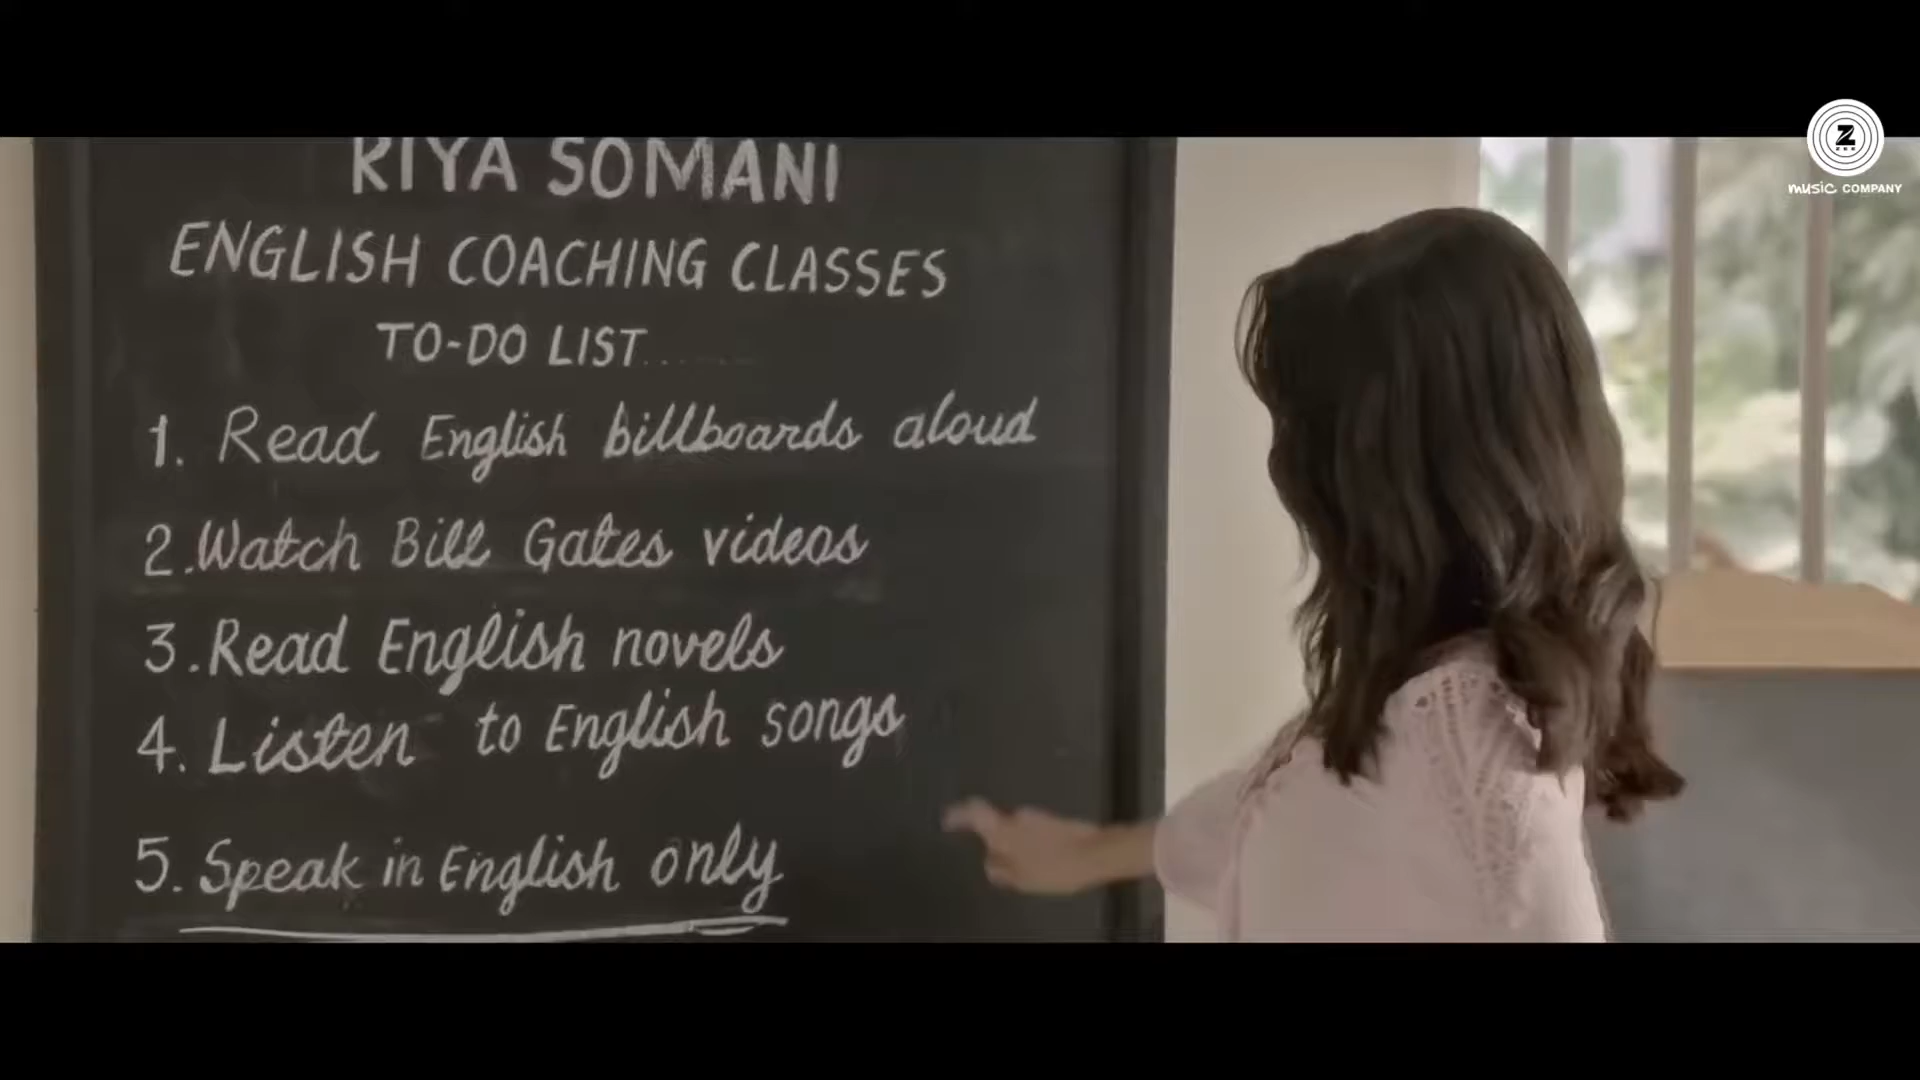 RIYA SOMANI
ENGLISH COACHING CLASSES
TO-DO LIST........
1. Read English billboards aloud
2. Watch Bill Gates videos
3. Read English novels
4. Listen to English songs
5. Speak in English only
Z
ZEE
music COMPANY